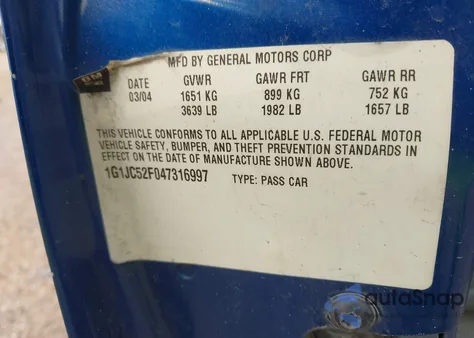 MFD BY GENERAL MOTORS CORP
DATE GVWR GAWR FRT GAWR RR
03/04 1651 KG 899 KG 752 KG
3639 LB 1982 LB 1657 LB
THIS VEHICLE CONFORMS TO ALL APPLICABLE U.S. FEDERAL MOTOR
VEHICLE SAFETY, BUMPER, AND THEFT PREVENTION STANDARDS IN
EFFECT ON THE DATE OF MANUFACTURE SHOWN ABOVE.
1G1JC52F047316997 TYPE: PASS CAR
autoSnap